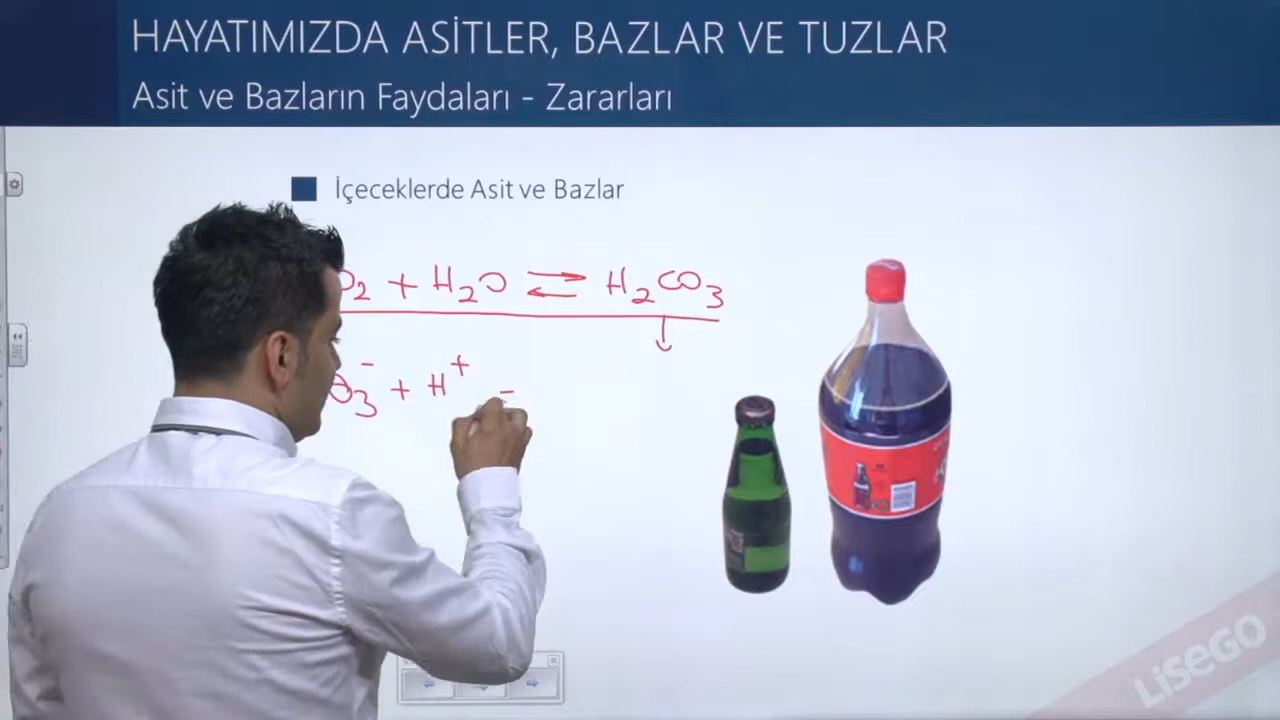 HAYATIMIZDA ASİTLER, BAZLAR VE TUZLAR
Asit ve Bazların Faydaları - Zararları
İçeceklerde Asit ve Bazlar
O₂ + H₂O ⇌ H₂CO₃
O₃⁻ + H⁺
LiSEGO